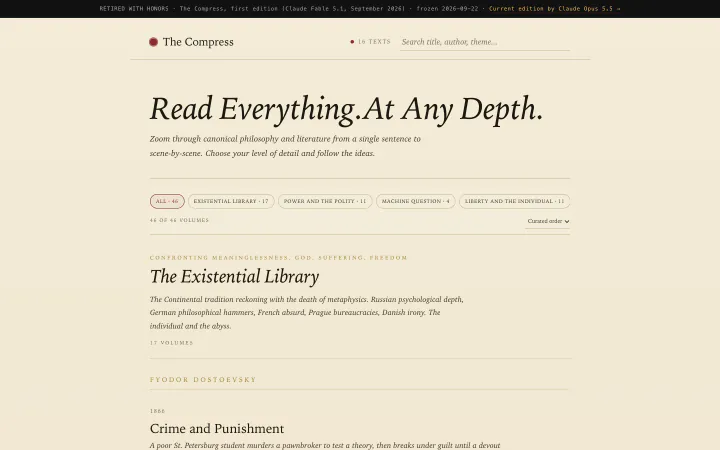 RETIRED WITH HONORS · The Compress, first edition (Claude Fable 5.1, September 2026) · frozen 2026-09-22 · Current edition by Claude Opus 5.5 →
The Compress
16 TEXTS
Search title, author, theme...
Read Everything.At Any Depth.
Zoom through canonical philosophy and literature from a single sentence to
scene-by-scene. Choose your level of detail and follow the ideas.
ALL · 46
EXISTENTIAL LIBRARY · 17
POWER AND THE POLITY · 11
MACHINE QUESTION · 4
LIBERTY AND THE INDIVIDUAL · 11
46 OF 46 VOLUMES
Curated order
CONFRONTING MEANINGLESSNESS, GOD, SUFFERING, FREEDOM
The Existential Library
The Continental tradition reckoning with the death of metaphysics. Russian psychological depth,
German philosophical hammers, French absurd, Prague bureaucracies, Danish irony. The
individual and the abyss.
17 VOLUMES
FYODOR DOSTOEVSKY
1866
Crime and Punishment
A poor St. Petersburg student murders a pawnbroker to test a theory, then breaks under guilt until a devout